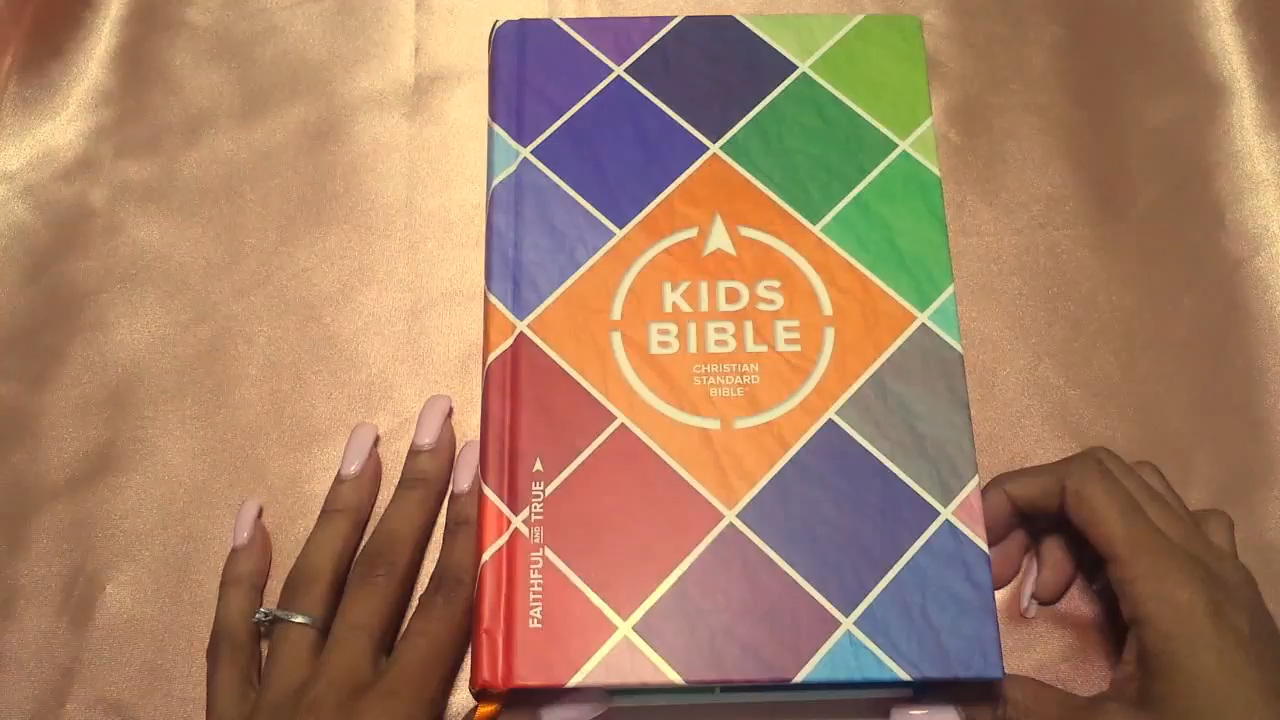 KIDS
BIBLE
CHRISTIAN
STANDARD
BIBLE®
FAITHFUL AND TRUE